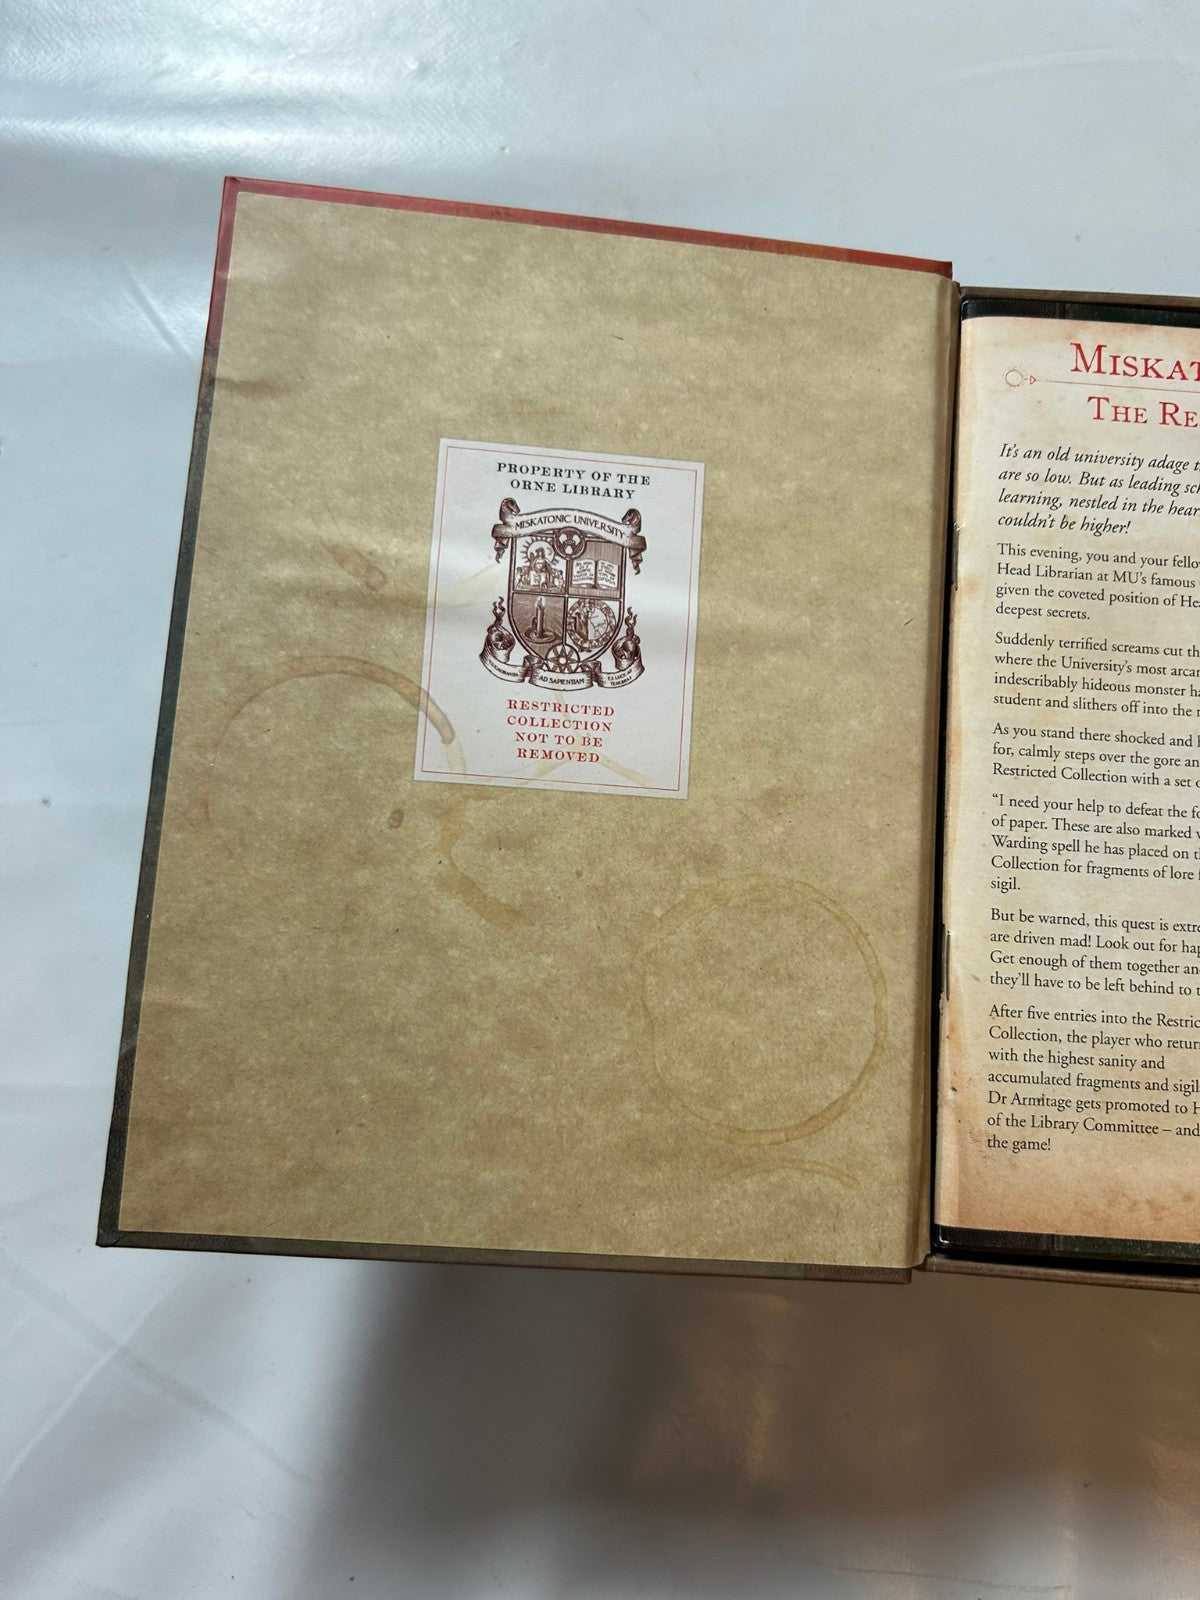 PROPERTY OF THE
ORNE LIBRARY
MISKATONIC UNIVERSITY
AD SAPIENTIAM
EX LUCE AD
TENEBRAS
RESTRICTED
COLLECTION
NOT TO BE
REMOVED
MISKAT
THE RE
It's an old university adage t
are so low. But as leading sch
learning, nestled in the hear
couldn't be higher!
This evening, you and your fello
Head Librarian at MU's famous
given the coveted position of He
deepest secrets.
Suddenly terrified screams cut th
where the University's most arca
indescribably hideous monster ha
student and slithers off into the
As you stand there shocked and
for, calmly steps over the gore an
Restricted Collection with a set
"I need your help to defeat the fo
of paper. These are also marked
Warding spell he has placed on th
Collection for fragments of lore
sigil.
But be warned, this quest is extre
are driven mad! Look out for hap
Get enough of them together an
they'll have to be left behind to
After five entries into the Restric
Collection, the player who return
with the highest sanity and
accumulated fragments and sigil
Dr Armitage gets promoted to H
of the Library Committee – and
the game!